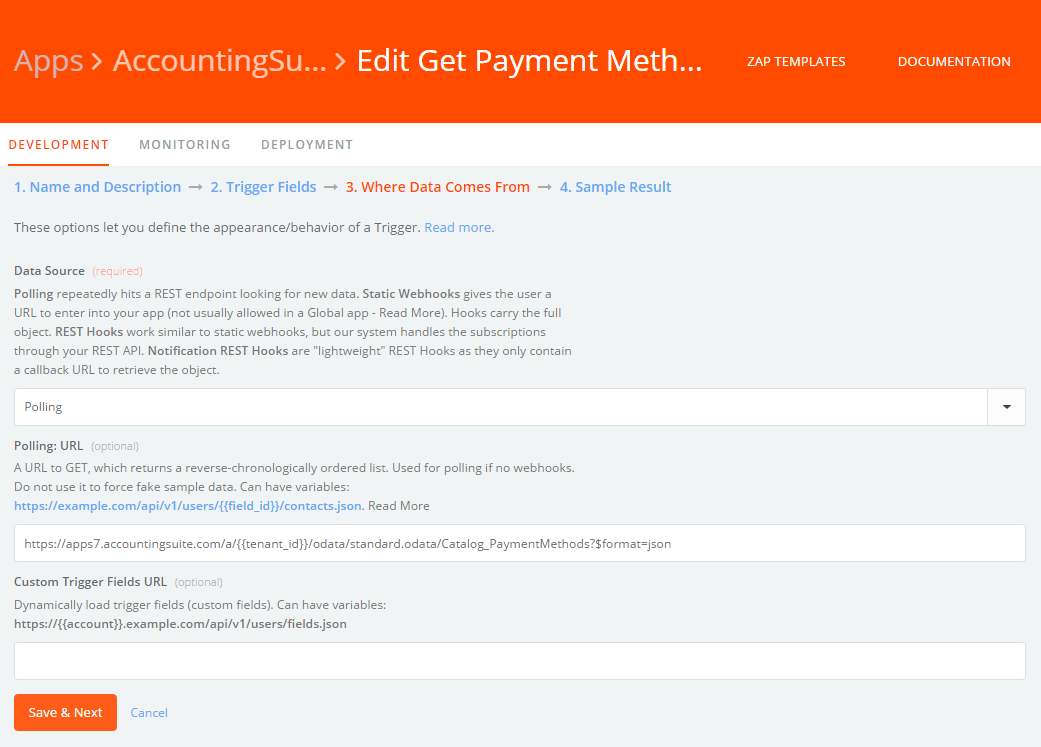 Apps > AccountingSu... > Edit Get Payment Meth...
ZAP TEMPLATES
DOCUMENTATION
DEVELOPMENT
MONITORING
DEPLOYMENT
1. Name and Description → 2. Trigger Fields → 3. Where Data Comes From → 4. Sample Result
These options let you define the appearance/behavior of a Trigger. Read more.
Data Source (required)
Polling repeatedly hits a REST endpoint looking for new data. Static Webhooks gives the user a
URL to enter into your app (not usually allowed in a Global app - Read More). Hooks carry the full
object. REST Hooks work similar to static webhooks, but our system handles the subscriptions
through your REST API. Notification REST Hooks are "lightweight" REST Hooks as they only contain
a callback URL to retrieve the object.
Polling
Polling: URL (optional)
A URL to GET, which returns a reverse-chronologically ordered list. Used for polling if no webhooks.
Do not use it to force fake sample data. Can have variables:
https://example.com/api/v1/users/{{field_id}}/contacts.json. Read More
https://apps7.accountingsuite.com/a/{{tenant_id}}/odata/standard.odata/Catalog_PaymentMethods?$format=json
Custom Trigger Fields URL (optional)
Dynamically load trigger fields (custom fields). Can have variables:
https://{{account}}.example.com/api/v1/users/fields.json
Save & Next
Cancel